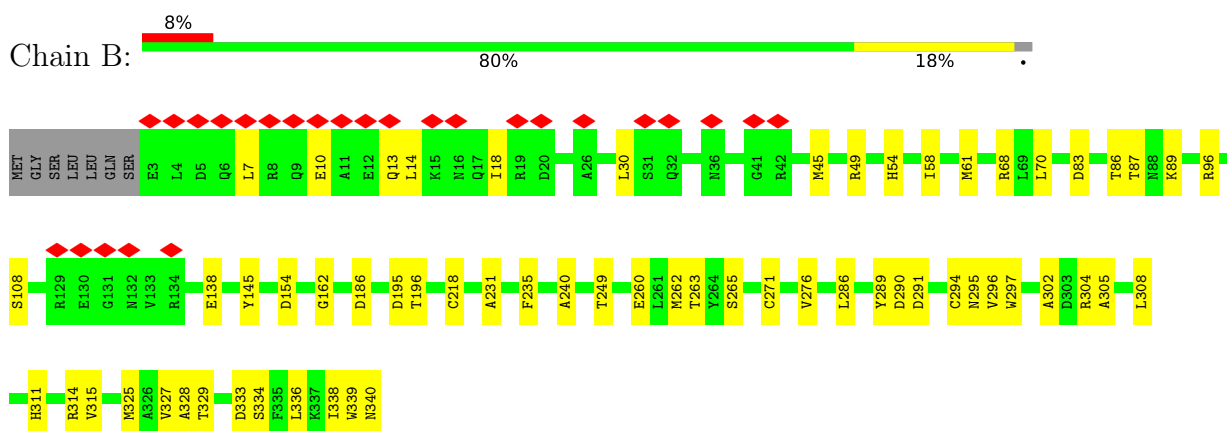 8%
Chain B:
80% 18% •
MET GLY SER LEU LEU GLN SER E3 L4 D5 Q6 L7 R8 Q9 E10 A11 E12 Q13 L14 K15 N16 Q17 I18 R19 D20 A26 L30 S31 Q32 N36 G41 R42 M45 R49 H54 I58 M61 R68 L69 L70 D83 T86 T87 N88 K89 R96
S108 R129 E130 G131 N132 V133 R134 E138 Y145 D154 G162 D186 D195 T196 C218 A231 F235 A240 T249 E260 L261 M262 T263 Y264 S265 C271 V276 L286 Y289 D290 D291 C294 N295 V296 W297 A302 D303 R304 A305 L308
H311 R314 V315 M325 A326 V327 A328 T329 D333 S334 F335 L336 K337 I338 W339 N340